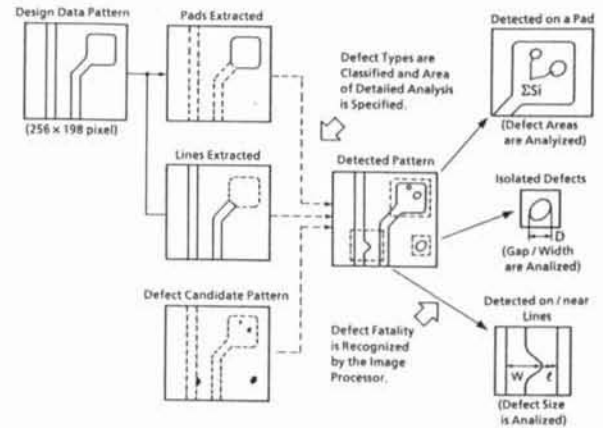 Design Data Pattern
(256 × 198 pixel)
Pads Extracted
Lines Extracted
Defect Candidate Pattern
Defect Types are
Classified and Area
of Detailed Analysis
is Specified.
Detected Pattern
Defect Fatality
is Recognized
by the Image
Processor.
Detected on a Pad
ΣSi
(Defect Areas
are Analyized)
Isolated Defects
D
(Gap / Width
are Analized)
Detected on / near
Lines
W
ℓ
(Defect Size
is Analized)